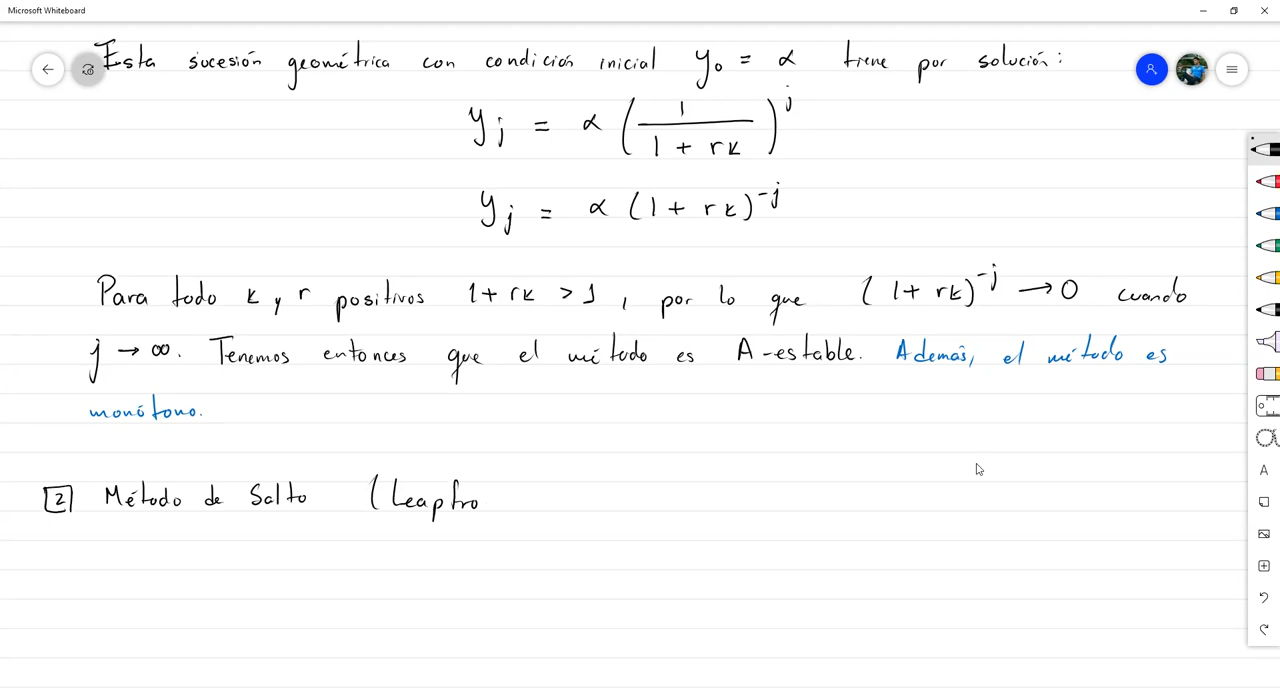 Microsoft Whiteboard
Esta sucesión geométrica con condición inicial y₀ = α tiene por solución:
y_j = α (1 / (1 + rk))^j
y_j = α (1 + rk)^-j
Para todo k y r positivos 1 + rk > 1, por lo que (1 + rk)^-j → 0 cuando
j → ∞. Tenemos entonces que el método es A-estable. Además, el método es
monótono.
2 Método de Salto (Leapfro
A